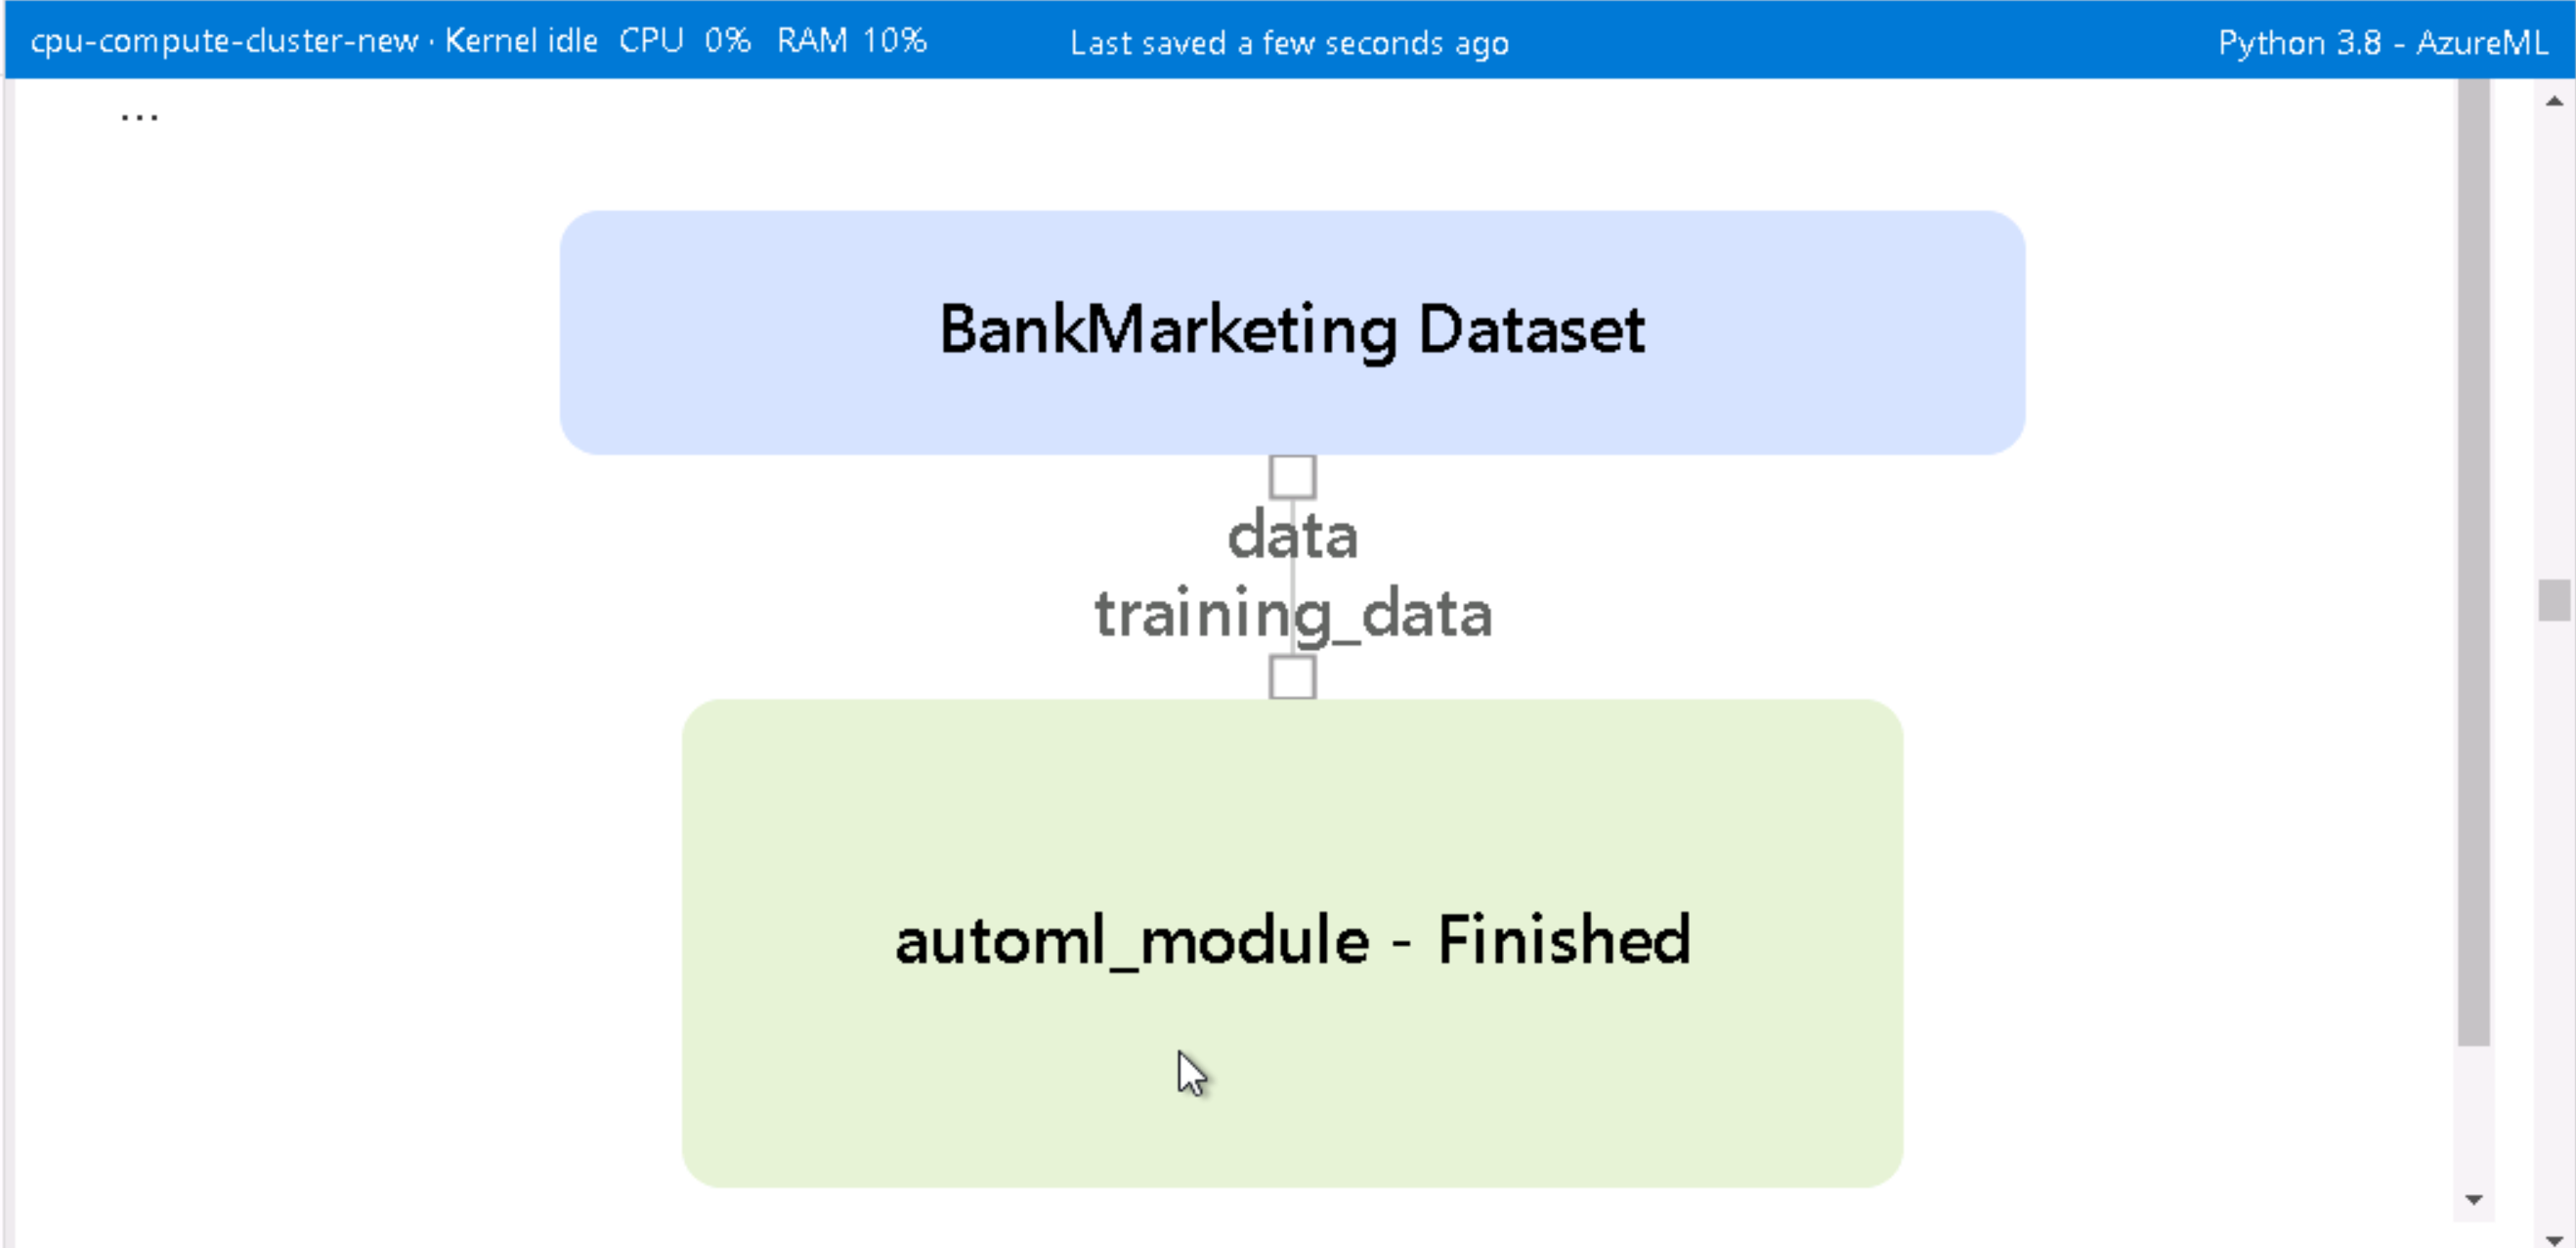 cpu-compute-cluster-new · Kernel idle CPU 0% RAM 10% Last saved a few seconds ago Python 3.8 - AzureML
...
BankMarketing Dataset
data
training_data
automl_module - Finished